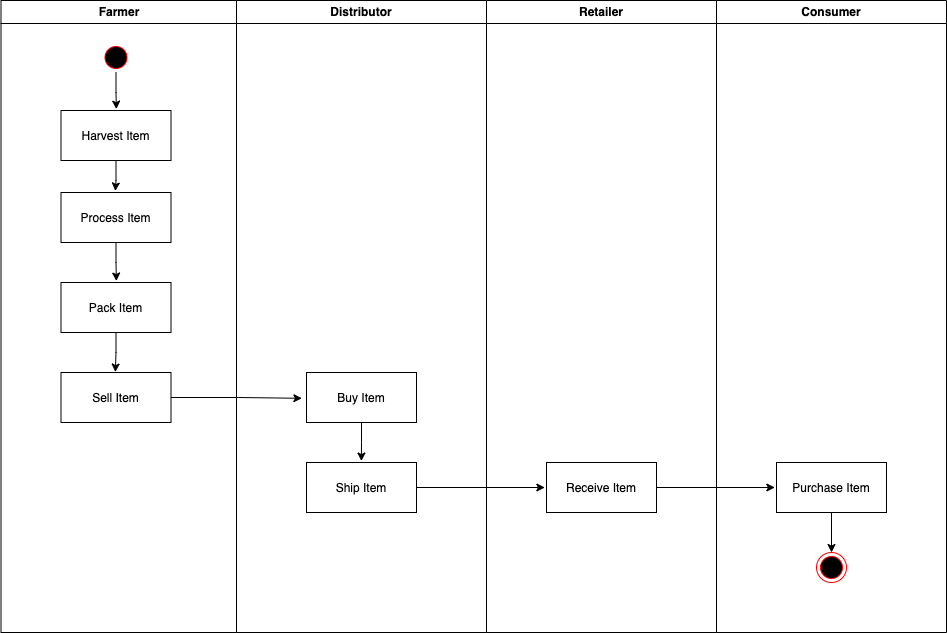 Farmer
Distributor
Retailer
Consumer
Harvest Item
Process Item
Pack Item
Sell Item
Buy Item
Ship Item
Receive Item
Purchase Item